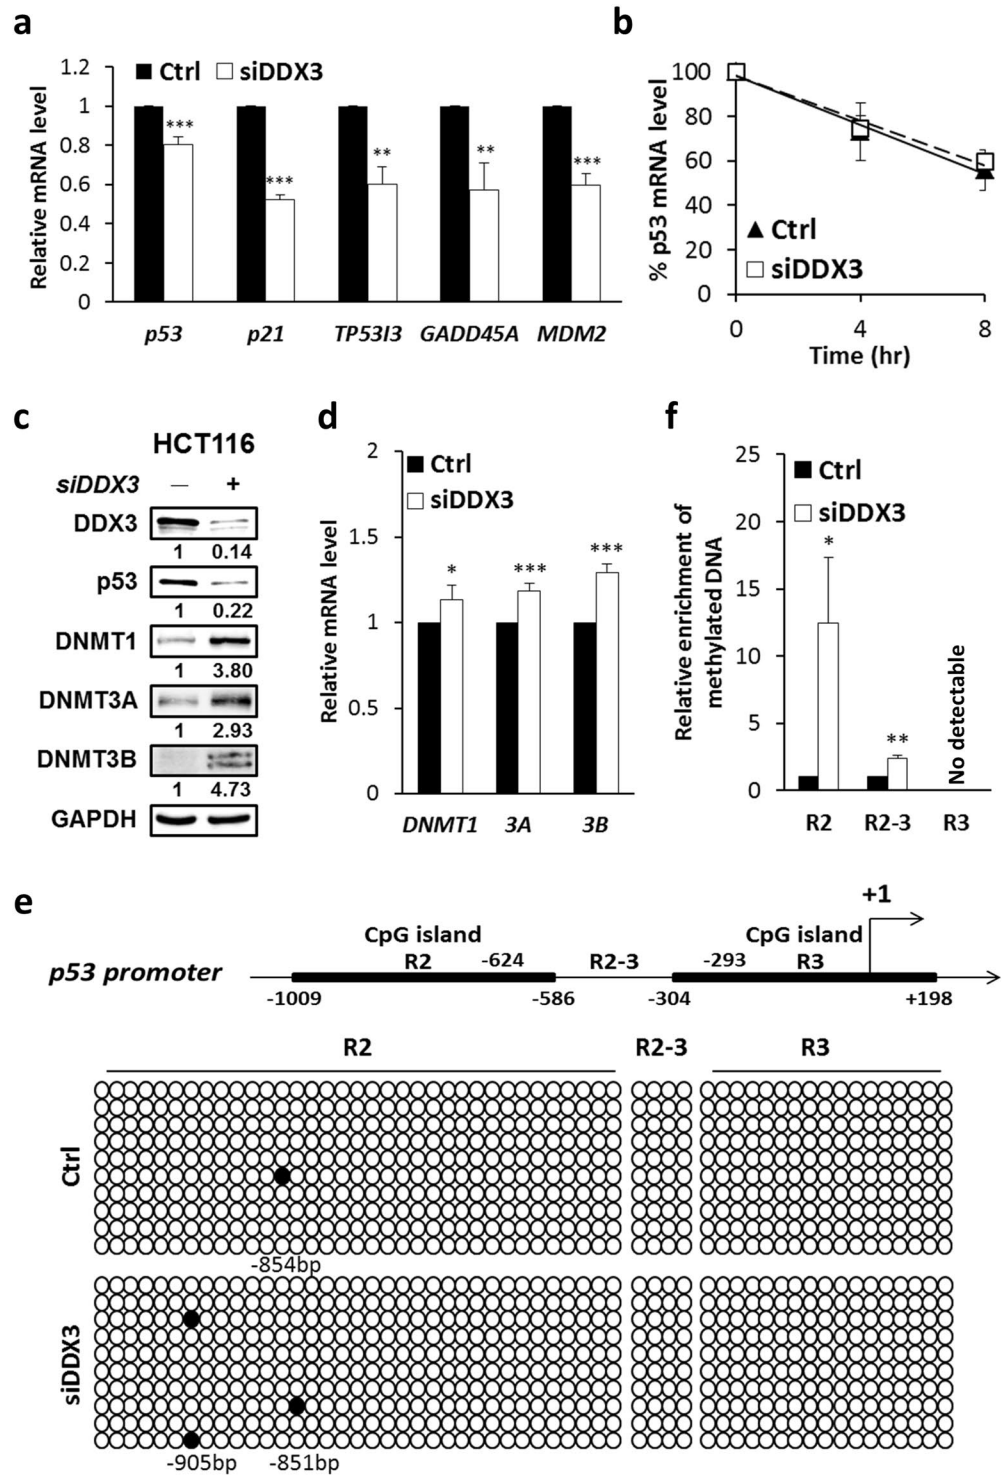 a
Ctrl siDDX3
Relative mRNA level
1.2
1
0.8
0.6
0.4
0.2
0
***
***
**
**
***
p53 p21 TP53I3 GADD45A MDM2
b
% p53 mRNA level
100
80
60
40
20
0
Ctrl
siDDX3
0 4 8
Time (hr)
c
HCT116
siDDX3 — +
DDX3
1 0.14
p53
1 0.22
DNMT1
1 3.80
DNMT3A
1 2.93
DNMT3B
1 4.73
GAPDH
d
Relative mRNA level
2
1.5
1
0.5
0
Ctrl
siDDX3
*
***
***
DNMT1 3A 3B
f
Relative enrichment of
methylated DNA
25
20
15
10
5
0
Ctrl
siDDX3
*
**
No detectable
R2 R2-3 R3
e
+1
CpG island CpG island
p53 promoter R2 -624 R2-3 -293 R3
-1009 -586 -304 +198
R2 R2-3 R3
Ctrl
-854bp
siDDX3
-905bp -851bp